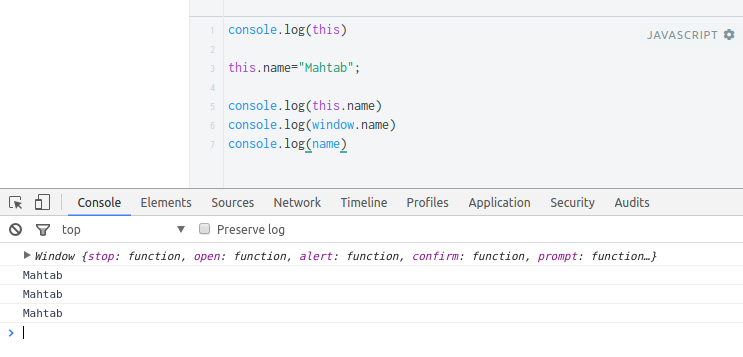 1 console.log(this)
JAVASCRIPT
2
3 this.name="Mahtab";
4
5 console.log(this.name)
6 console.log(window.name)
7 console.log(name)
Console Elements Sources Network Timeline Profiles Application Security Audits
top ▼ Preserve log
▶ Window {stop: function, open: function, alert: function, confirm: function, prompt: function…}
Mahtab
Mahtab
Mahtab
>